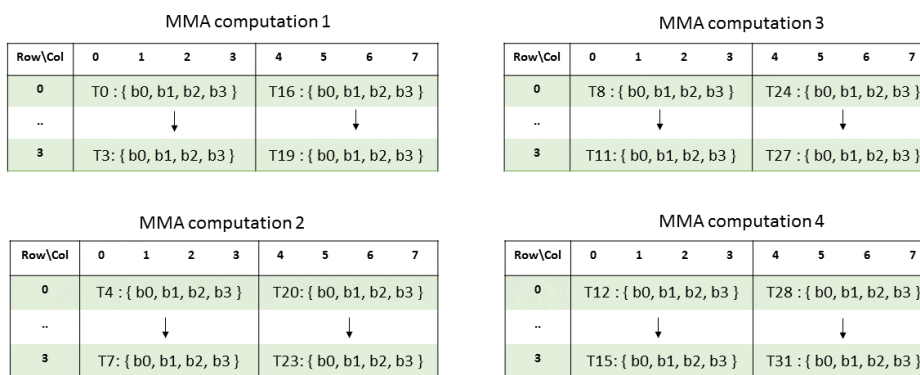 MMA computation 1
Row\Col 0 1 2 3 4 5 6 7
0 T0 : { b0, b1, b2, b3 } T16 : { b0, b1, b2, b3 }
..
3 T3: { b0, b1, b2, b3 } T19 : { b0, b1, b2, b3 }
MMA computation 3
Row\Col 0 1 2 3 4 5 6 7
0 T8 : { b0, b1, b2, b3 } T24 : { b0, b1, b2, b3 }
..
3 T11: { b0, b1, b2, b3 } T27 : { b0, b1, b2, b3 }
MMA computation 2
Row\Col 0 1 2 3 4 5 6 7
0 T4 : { b0, b1, b2, b3 } T20: { b0, b1, b2, b3 }
..
3 T7: { b0, b1, b2, b3 } T23: { b0, b1, b2, b3 }
MMA computation 4
Row\Col 0 1 2 3 4 5 6 7
0 T12 : { b0, b1, b2, b3 } T28 : { b0, b1, b2, b3 }
..
3 T15: { b0, b1, b2, b3 } T31 : { b0, b1, b2, b3 }